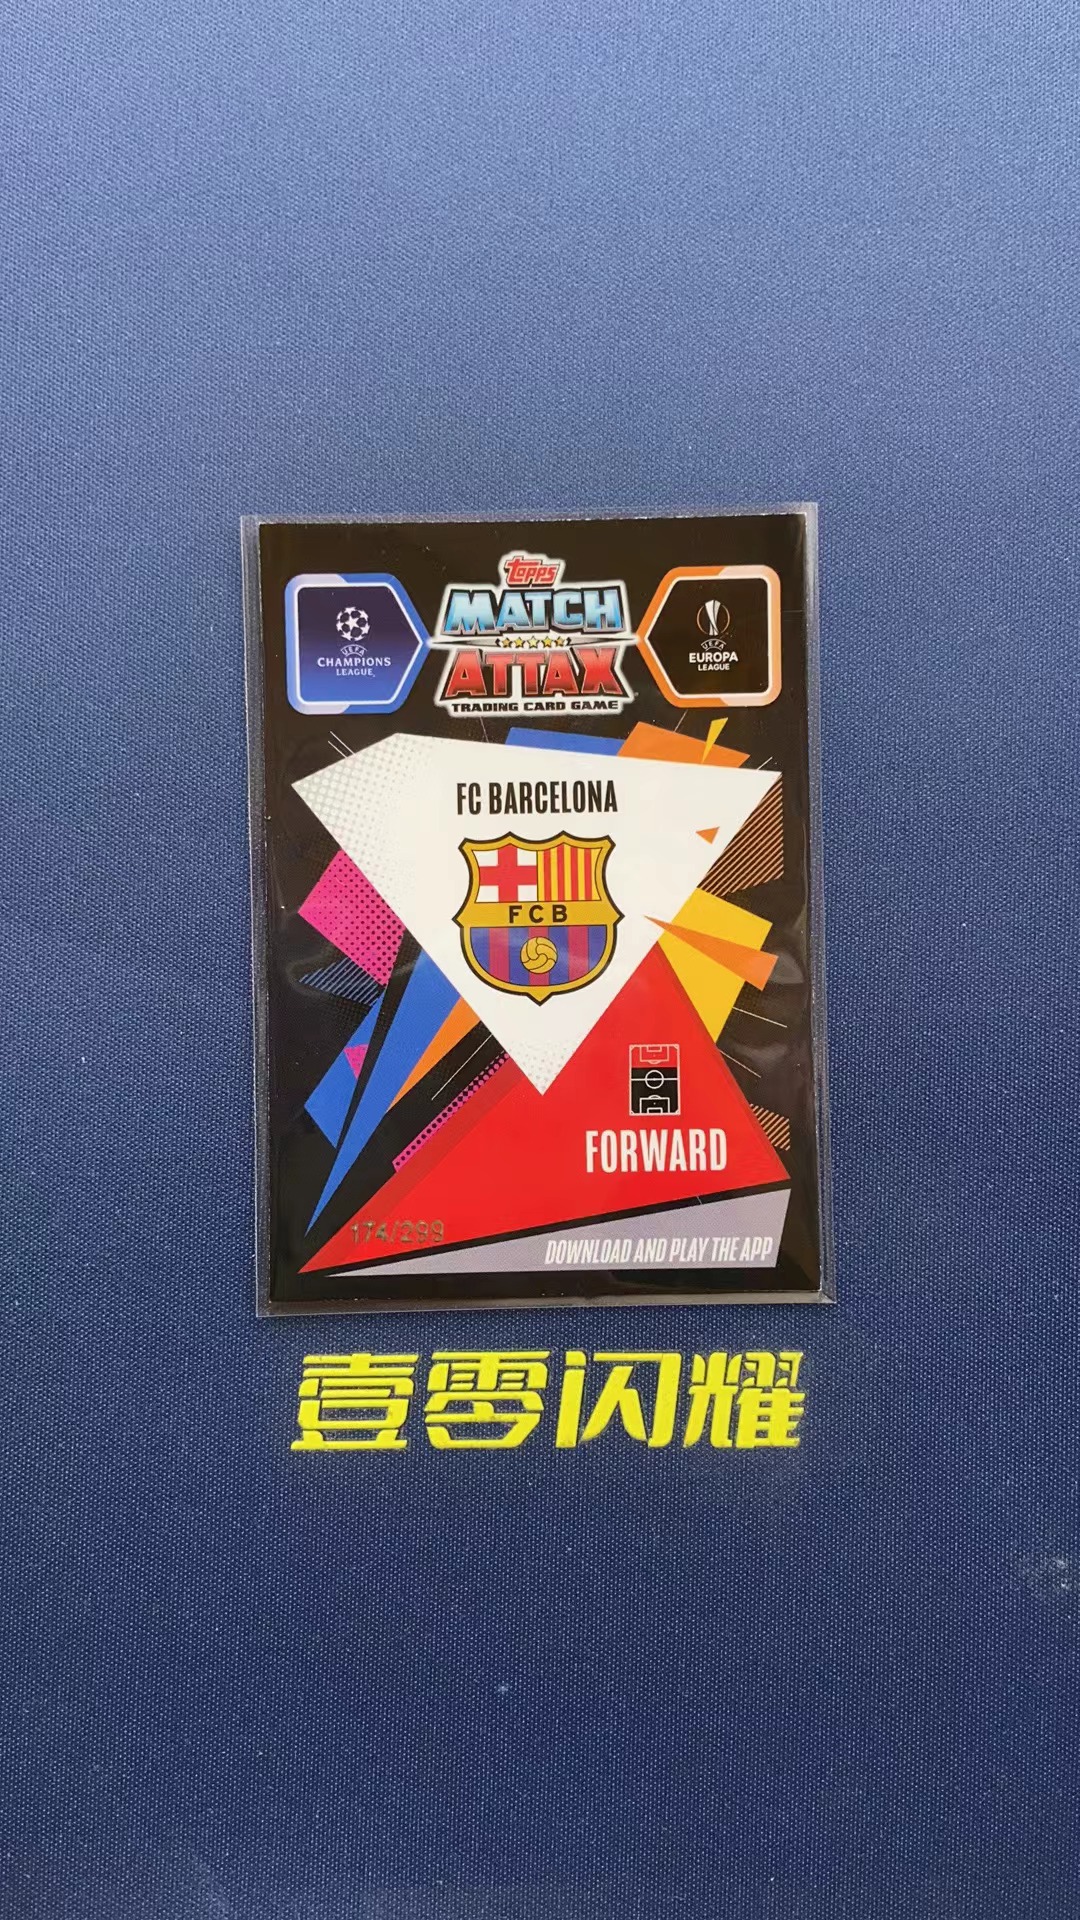 topps
MATCH
ATTAX
TRADING CARD GAME
UEFA
CHAMPIONS
LEAGUE
UEFA
EUROPA
LEAGUE
FC BARCELONA
FCB
FORWARD
174/299
DOWNLOAD AND PLAY THE APP
壹零闪耀